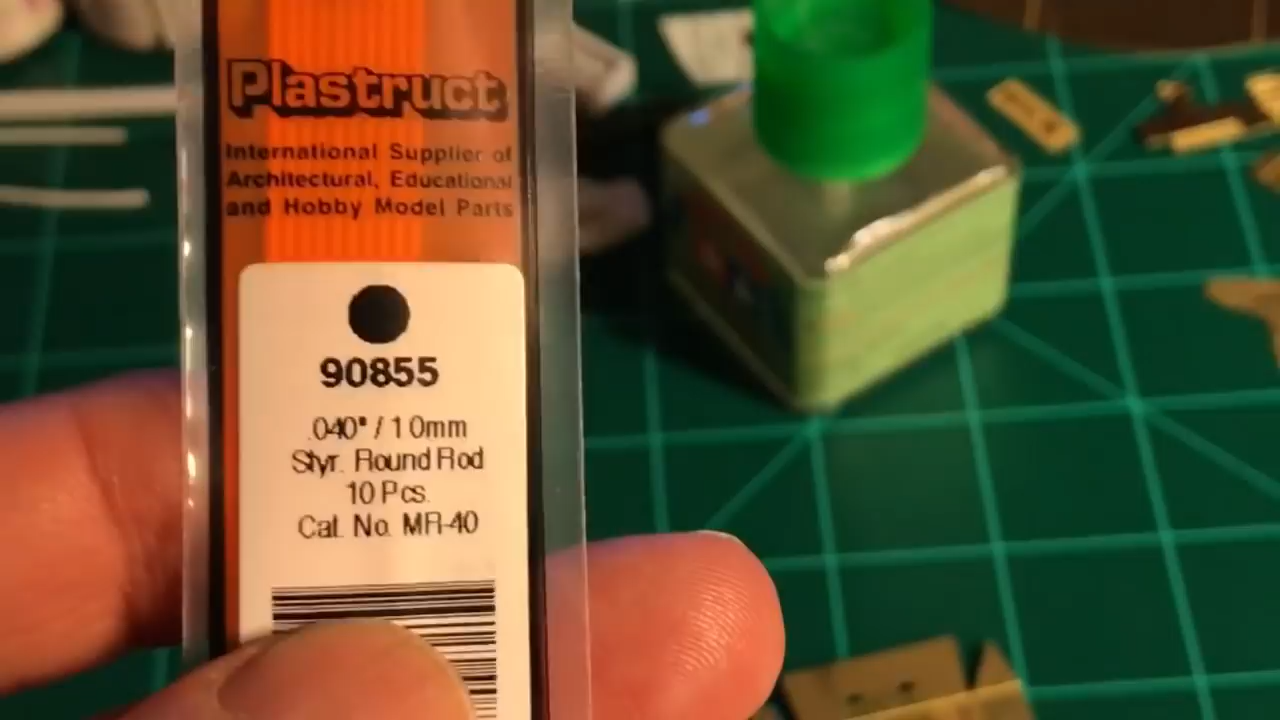 Plastruct
International Supplier of
Architectural, Educational
and Hobby Model Parts
90855
.040" / 1 0mm
Styr. Round Rod
10 Pcs.
Cat. No. MR-40